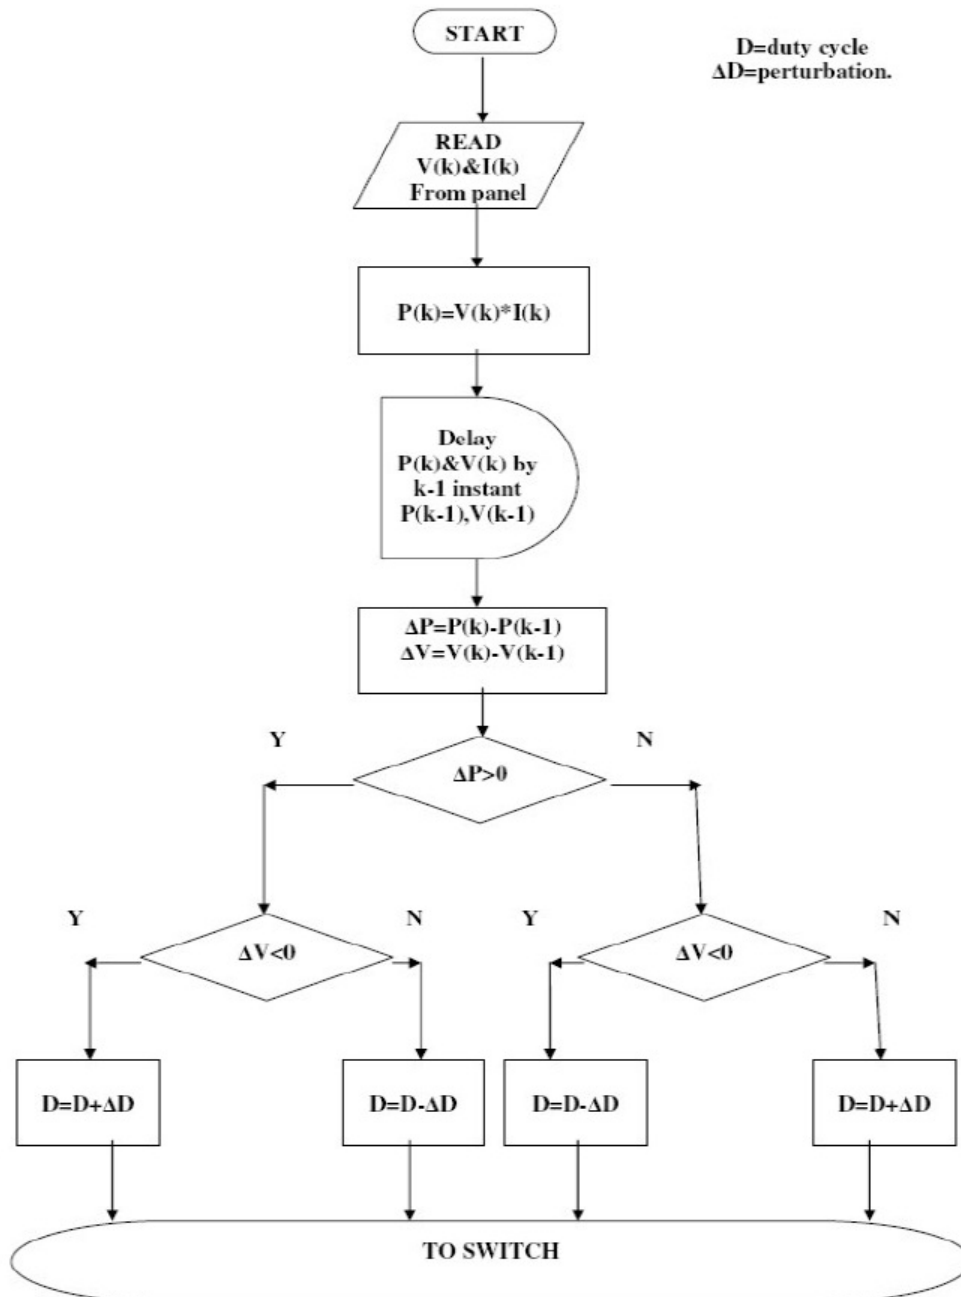 START
D=duty cycle
ΔD=perturbation.
READ
V(k)&I(k)
From panel
P(k)=V(k)*I(k)
Delay
P(k)&V(k) by
k-1 instant
P(k-1),V(k-1)
ΔP=P(k)-P(k-1)
ΔV=V(k)-V(k-1)
Y
N
ΔP>0
Y
N
Y
N
ΔV<0
ΔV<0
D=D+ΔD
D=D-ΔD
D=D-ΔD
D=D+ΔD
TO SWITCH